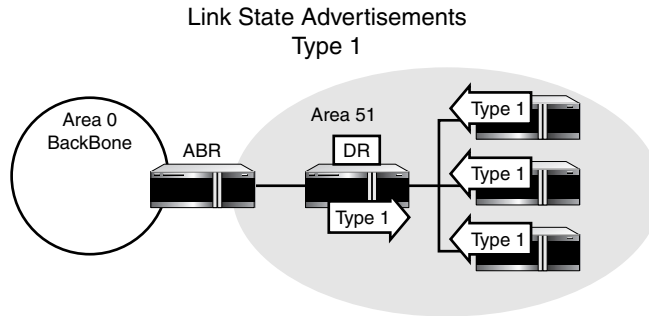 Link State Advertisements
Type 1
Area 0
BackBone
ABR
Area 51
DR
Type 1
Type 1
Type 1
Type 1